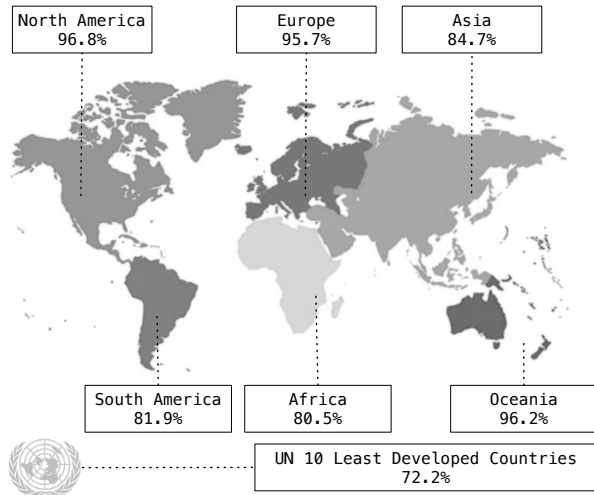 North America
96.8%
Europe
95.7%
Asia
84.7%
South America
81.9%
Africa
80.5%
Oceania
96.2%
UN 10 Least Developed Countries
72.2%